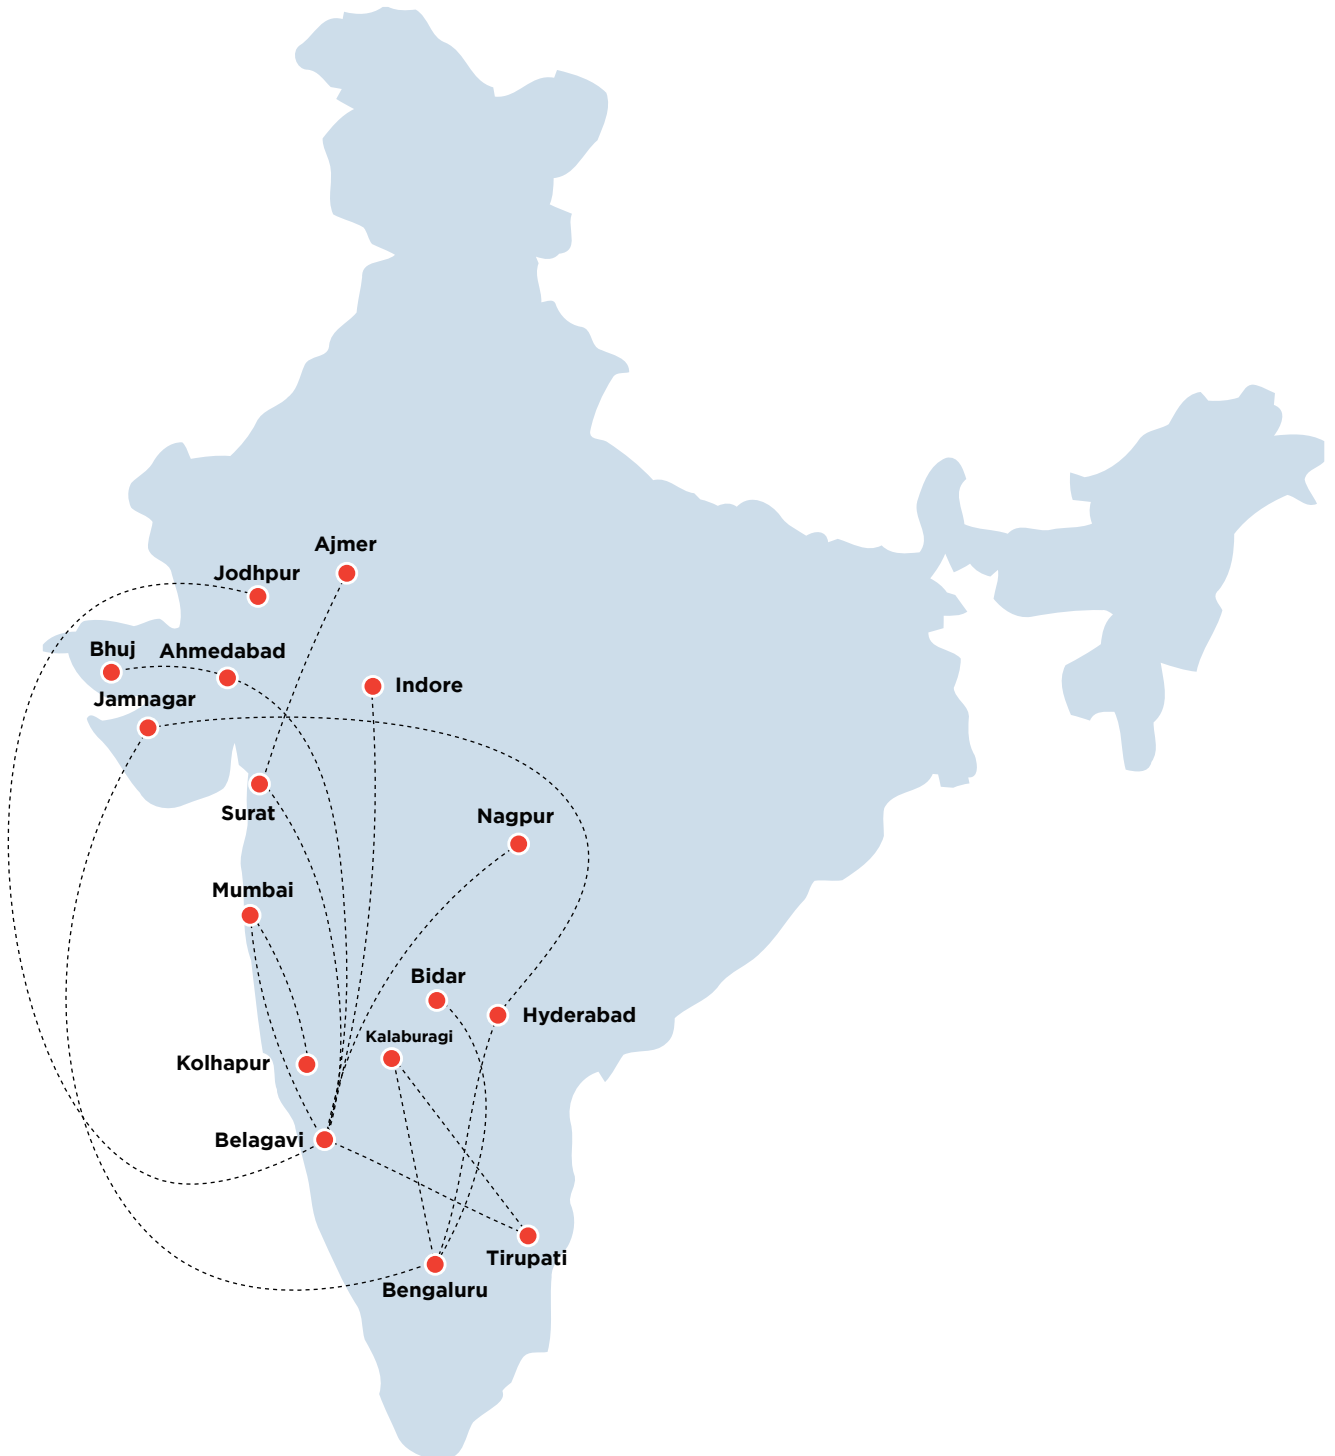 Ajmer
Jodhpur
Bhuj
Ahmedabad
Indore
Jamnagar
Surat
Nagpur
Mumbai
Bidar
Hyderabad
Kalaburagi
Kolhapur
Belagavi
Tirupati
Bengaluru